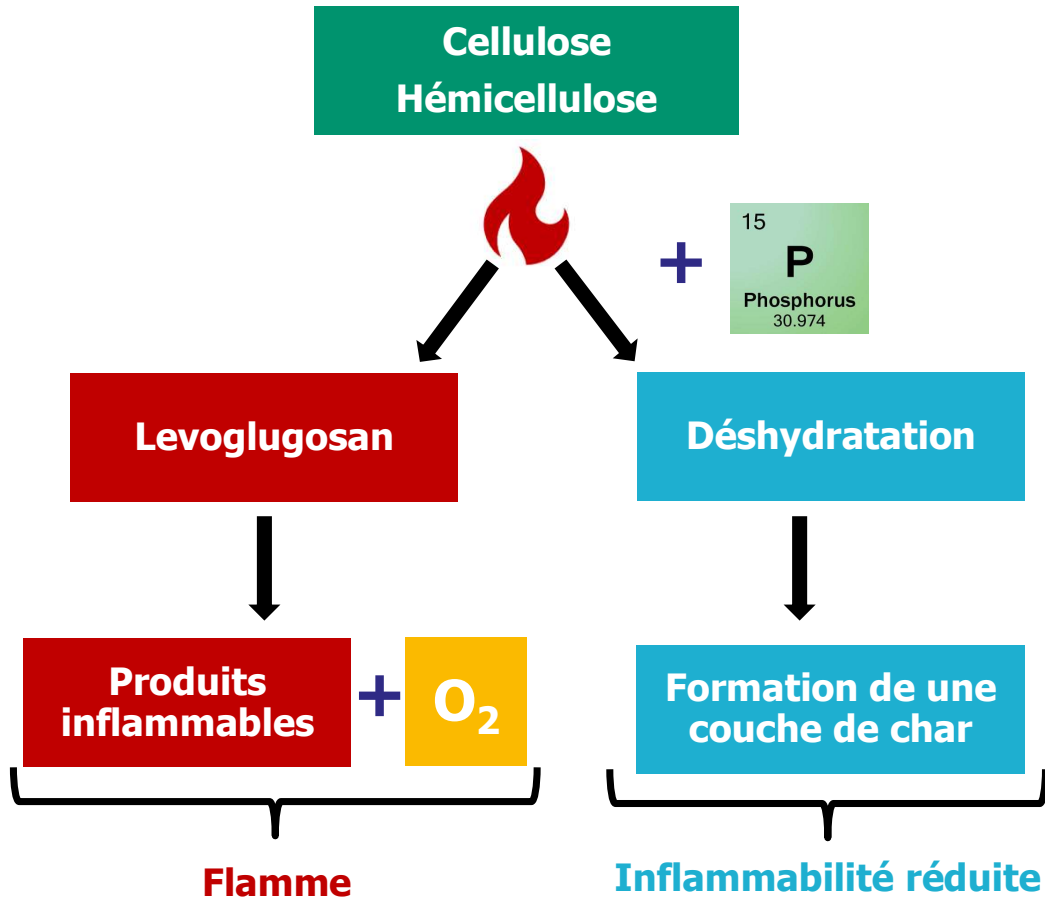 Cellulose
Hémicellulose
+
15
P
Phosphorus
30.974
Levoglugosan
Déshydratation
Produits
inflammables
+
O₂
Formation de une
couche de char
Flamme
Inflammabilité réduite